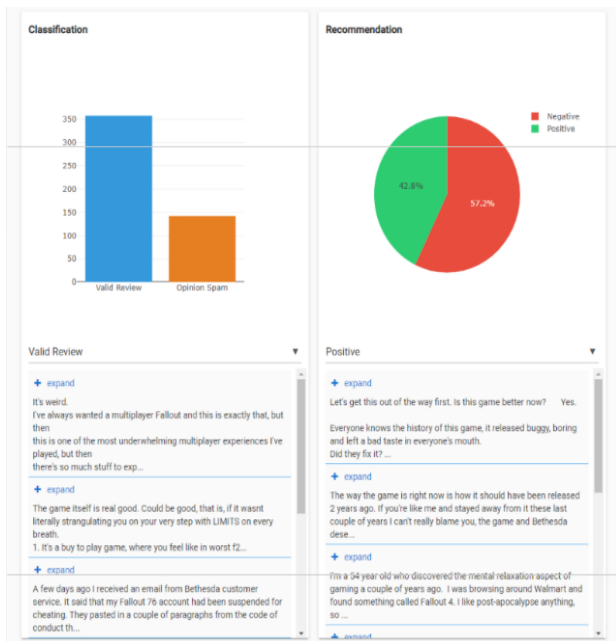 Classification
350
300
250
200
150
100
50
0
Valid Review
Opinion Spam
Valid Review
+ expand
It's weird.
I've always wanted a multiplayer Fallout and this is exactly that, but
then
this is one of the most underwhelming multiplayer experiences I've
played, but then
there's so much stuff to exp...
+ expand
The game itself is real good. Could be good, that is, if it wasnt
literally strangulating you on your very step with LIMITS on every
breath.
1. It's a buy to play game, where you feel like in worst f2...
+ expand
A few days ago I received an email from Bethesda customer
service. It said that my Fallout 76 account had been suspended for
cheating. They pasted in a couple of paragraphs from the code of
conduct th...
Recommendation
Negative
Positive
42.8%
57.2%
Positive
+ expand
Let's get this out of the way first. Is this game better now? Yes.
Everyone knows the history of this game, it released buggy, boring
and left a bad taste in everyone's mouth.
Did they fix it? ...
+ expand
The way the game is right now is how it should have been released
2 years ago. If you're like me and stayed away from it these last
couple of years I can't really blame you, the game and Bethesda
dese...
+ expand
I'm a 54 year old who discovered the mental relaxation aspect of
gaming a couple of years ago. I was browsing around Walmart and
found something called Fallout 4. I like post-apocalypse anything,
so ...
+ expand